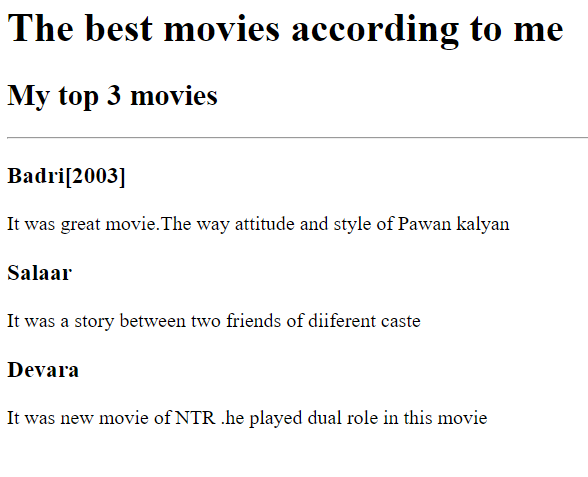 The best movies according to me
My top 3 movies
Badri[2003]
It was great movie.The way attitude and style of Pawan kalyan
Salaar
It was a story between two friends of diiferent caste
Devara
It was new movie of NTR .he played dual role in this movie